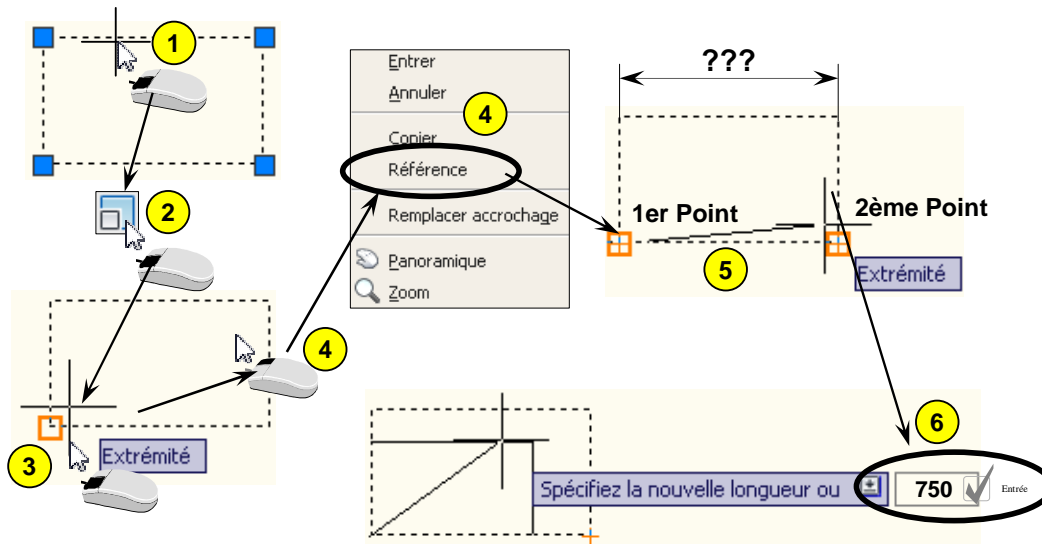 1
2
3
Extrémité
4
Entrer
Annuler
4
Copier
Référence
Remplacer accrochage
Panoramique
Zoom
???
1er Point
2ème Point
5
Extrémité
6
Spécifiez la nouvelle longueur ou
750
Entrée